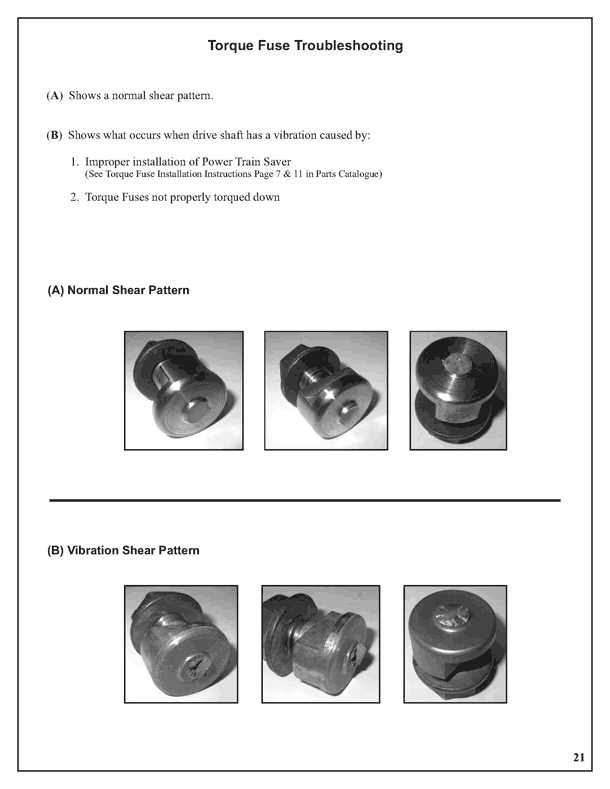 Torque Fuse Troubleshooting
(A) Shows a normal shear pattern.
(B) Shows what occurs when drive shaft has a vibration caused by:
1. Improper installation of Power Train Saver
(See Torque Fuse Installation Instructions Page 7 & 11 in Parts Catalogue)
2. Torque Fuses not properly torqued down
(A) Normal Shear Pattern
(B) Vibration Shear Pattern
21